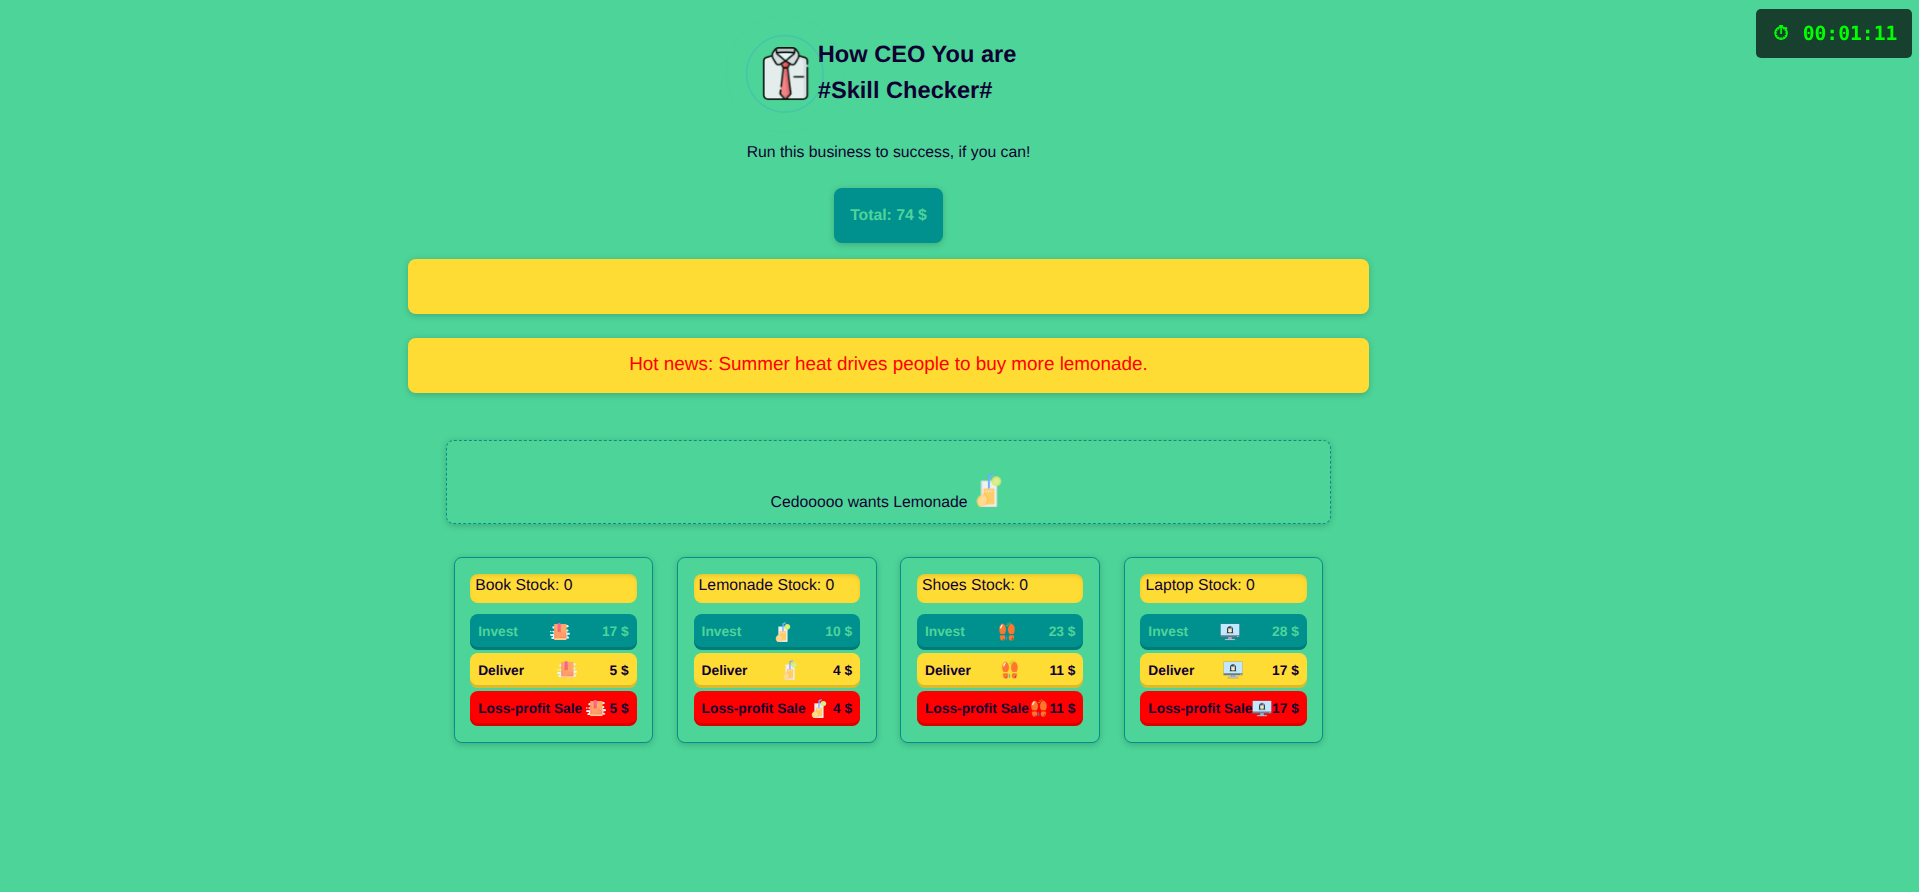 00:01:11
How CEO You are
#Skill Checker#
Run this business to success, if you can!
Total: 74 $
Hot news: Summer heat drives people to buy more lemonade.
Cedooooo wants Lemonade
Book Stock: 0
Invest 17 $
Deliver 5 $
Loss-profit Sale 5 $
Lemonade Stock: 0
Invest 10 $
Deliver 4 $
Loss-profit Sale 4 $
Shoes Stock: 0
Invest 23 $
Deliver 11 $
Loss-profit Sale 11 $
Laptop Stock: 0
Invest 28 $
Deliver 17 $
Loss-profit Sale 17 $